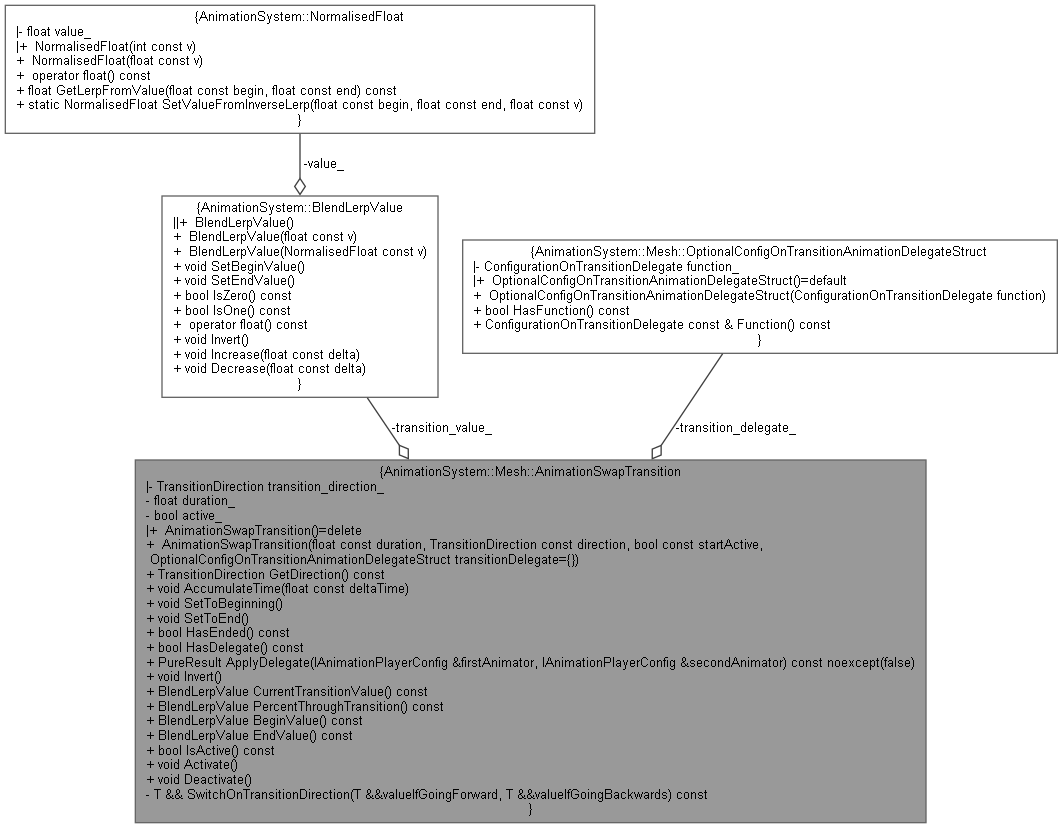 {AnimationSystem::NormalisedFloat
|- float value_
|+  NormalisedFloat(int const v)
+  NormalisedFloat(float const v)
+  operator float() const
+ float GetLerpFromValue(float const begin, float const end) const
+ static NormalisedFloat SetValueFromInverseLerp(float const begin, float const end, float const v)
}
-value_
{AnimationSystem::BlendLerpValue
||+  BlendLerpValue()
+  BlendLerpValue(float const v)
+  BlendLerpValue(NormalisedFloat const v)
+ void SetBeginValue()
+ void SetEndValue()
+ bool IsZero() const
+ bool IsOne() const
+  operator float() const
+ void Invert()
+ void Increase(float const delta)
+ void Decrease(float const delta)
}
{AnimationSystem::Mesh::OptionalConfigOnTransitionAnimationDelegateStruct
|- ConfigurationOnTransitionDelegate function_
|+  OptionalConfigOnTransitionAnimationDelegateStruct()=default
+  OptionalConfigOnTransitionAnimationDelegateStruct(ConfigurationOnTransitionDelegate function)
+ bool HasFunction() const
+ ConfigurationOnTransitionDelegate const & Function() const
}
-transition_value_
-transition_delegate_
{AnimationSystem::Mesh::AnimationSwapTransition
|- TransitionDirection transition_direction_
- float duration_
- bool active_
|+  AnimationSwapTransition()=delete
+  AnimationSwapTransition(float const duration, TransitionDirection const direction, bool const startActive,
OptionalConfigOnTransitionAnimationDelegateStruct transitionDelegate={})
+ TransitionDirection GetDirection() const
+ void AccumulateTime(float const deltaTime)
+ void SetToBeginning()
+ void SetToEnd()
+ bool HasEnded() const
+ bool HasDelegate() const
+ PureResult ApplyDelegate(IAnimationPlayerConfig &firstAnimator, IAnimationPlayerConfig &secondAnimator) const noexcept(false)
+ void Invert()
+ BlendLerpValue CurrentTransitionValue() const
+ BlendLerpValue PercentThroughTransition() const
+ BlendLerpValue BeginValue() const
+ BlendLerpValue EndValue() const
+ bool IsActive() const
+ void Activate()
+ void Deactivate()
- T && SwitchOnTransitionDirection(T &&valueIfGoingForward, T &&valueIfGoingBackwards) const
}